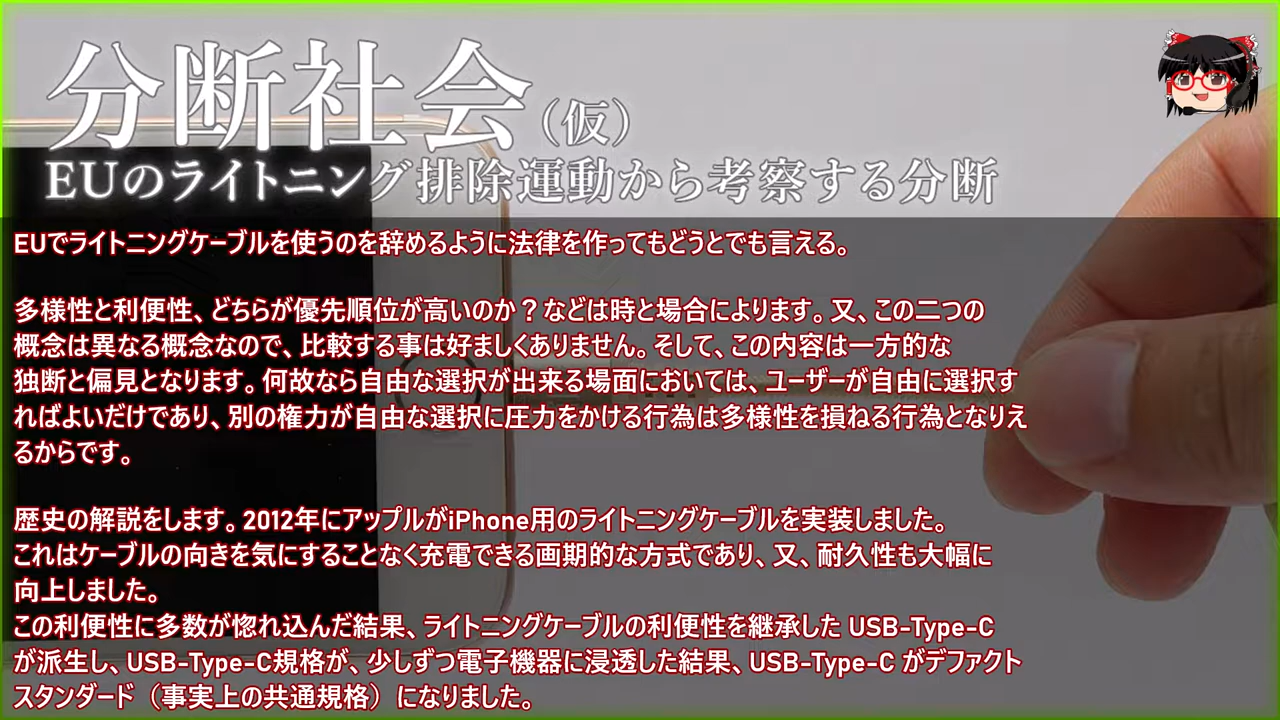 分断社会（仮）
EUのライトニング排除運動から考察する分断
EUでライトニングケーブルを使うのを辞めるように法律を作ってもどうとでも言える。
多様性と利便性、どちらが優先順位が高いのか？などは時と場合によります。又、この二つの
概念は異なる概念なので、比較する事は好ましくありません。そして、この内容は一方的な
独断と偏見となります。何故なら自由な選択が出来る場面においては、ユーザーが自由に選択す
ればよいだけであり、別の権力が自由な選択に圧力をかける行為は多様性を損ねる行為となりえ
るからです。
歴史の解説をします。2012年にアップルがiPhone用のライトニングケーブルを実装しました。
これはケーブルの向きを気にすることなく充電できる画期的な方式であり、又、耐久性も大幅に
向上しました。
この利便性に多数が惚れ込んだ結果、ライトニングケーブルの利便性を継承した USB-Type-C
が派生し、USB-Type-C規格が、少しずつ電子機器に浸透した結果、USB-Type-C がデファクト
スタンダード（事実上の共通規格）になりました。